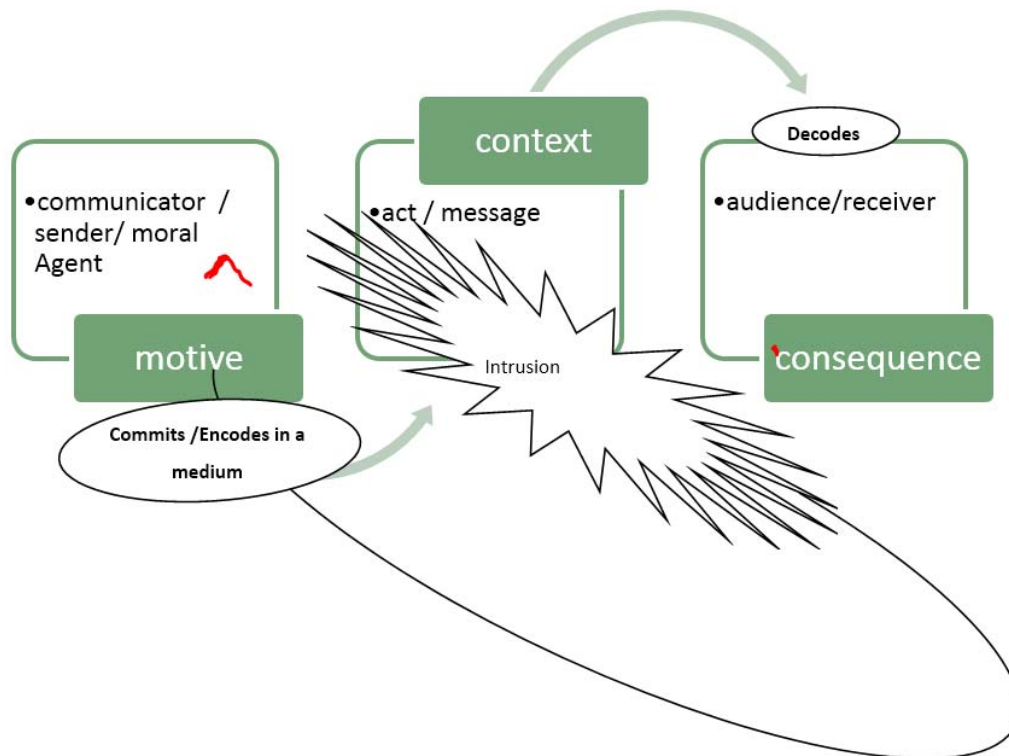 context
Decodes
•communicator /
sender/ moral
Agent
•act / message
•audience/receiver
motive
Intrusion
consequence
Commits /Encodes in a
medium